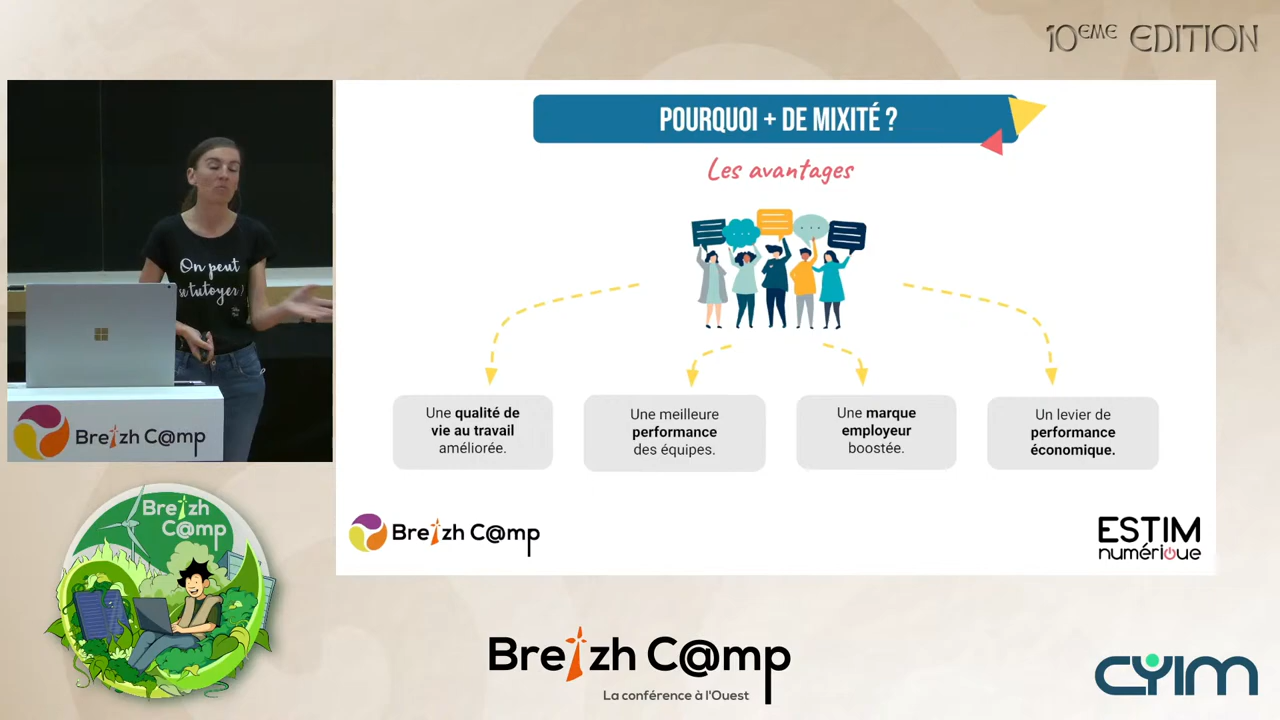 10EME EDITION
POURQUOI + DE MIXITÉ ?
Les avantages
On peut
se tutoyer !
Une qualité de
vie au travail
améliorée.
Une meilleure
performance
des équipes.
Une marque
employeur
boostée.
Un levier de
performance
économique.
Breizh C@mp
Breizh C@mp
ESTIM
numérique
Breizh
C@mp
Breizh C@mp
La conférence à l'Ouest
CYIM